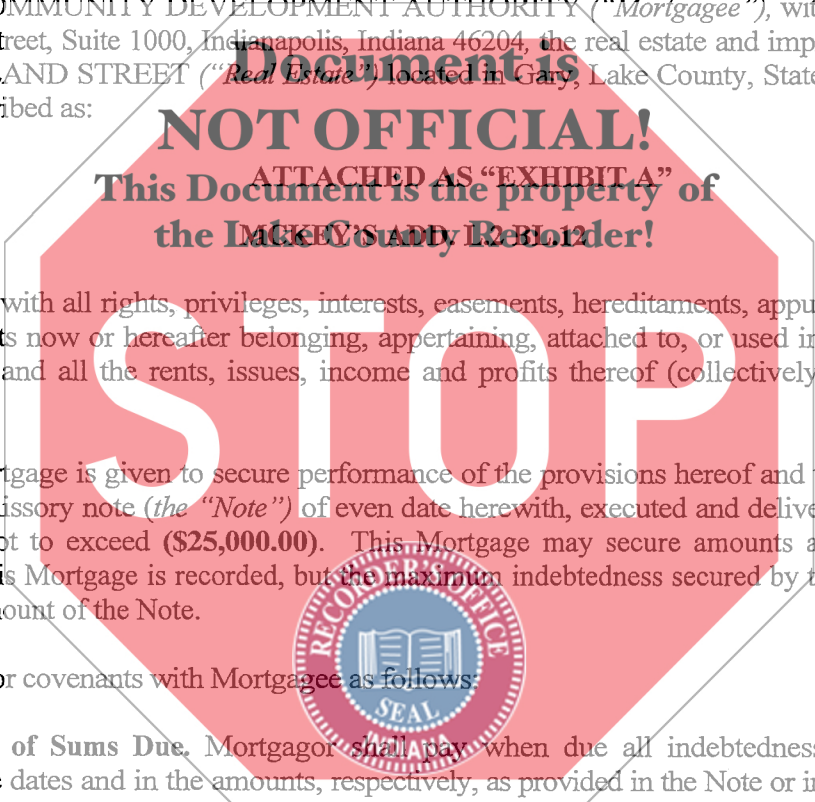 OMMUNITY DEVELOPMENT AUTHORITY (“Mortgagee”), wit
treet, Suite 1000, Indianapolis, Indiana 46204, the real estate and imp
AND STREET (“Real Estate”) located in Gary, Lake County, State
ibed as:
Document is
NOT OFFICIAL!
This Document is the property of
the Lake County Recorder!
ATTACHED AS “EXHIBIT A”
MCKEY’S ADD. L.2 BL.12
STOP
with all rights, privileges, interests, easements, hereditaments, appu
ts now or hereafter belonging, appertaining, attached to, or used in
and all the rents, issues, income and profits thereof (collectively
rtgage is given to secure performance of the provisions hereof and
issory note (the “Note”) of even date herewith, executed and delive
ot to exceed ($25,000.00). This Mortgage may secure amounts a
is Mortgage is recorded, but the maximum indebtedness secured by t
ount of the Note.
or covenants with Mortgagee as follows:
of Sums Due. Mortgagor shall pay when due all indebtedness
dates and in the amounts, respectively, as provided in the Note or i
RECORDER'S OFFICE
SEAL
INDIANA